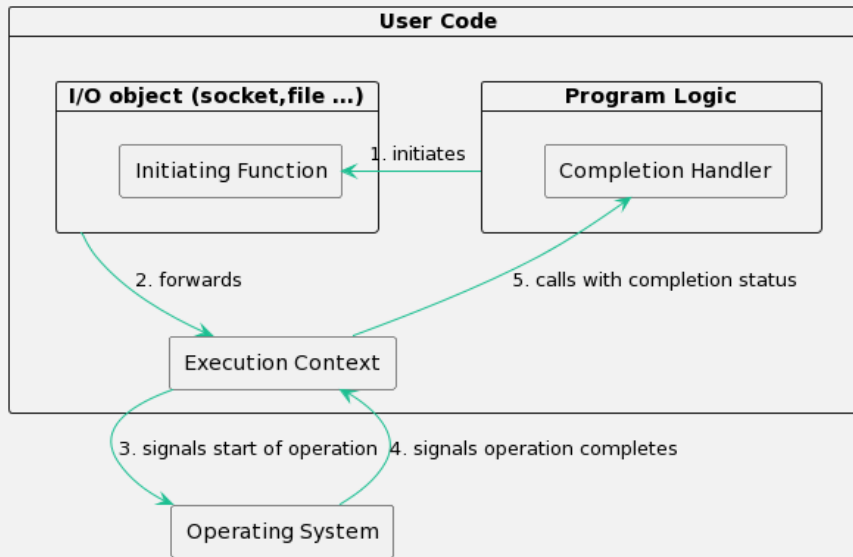 User Code
I/O object (socket,file ...)
Program Logic
1. initiates
Initiating Function
Completion Handler
2. forwards
5. calls with completion status
Execution Context
3. signals start of operation
4. signals operation completes
Operating System